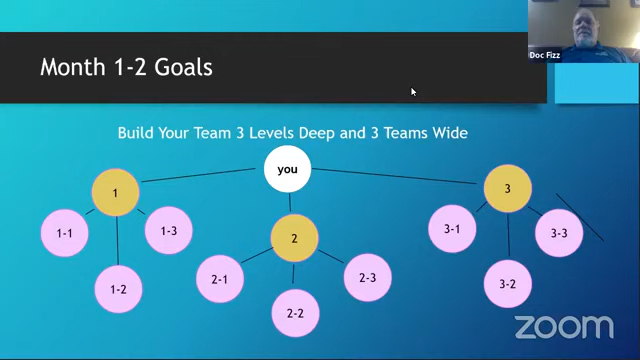 Doc Fizz
Month 1-2 Goals
Build Your Team 3 Levels Deep and 3 Teams Wide
you
1
2
3
1-1
1-2
1-3
2-1
2-2
2-3
3-1
3-2
3-3
zoom